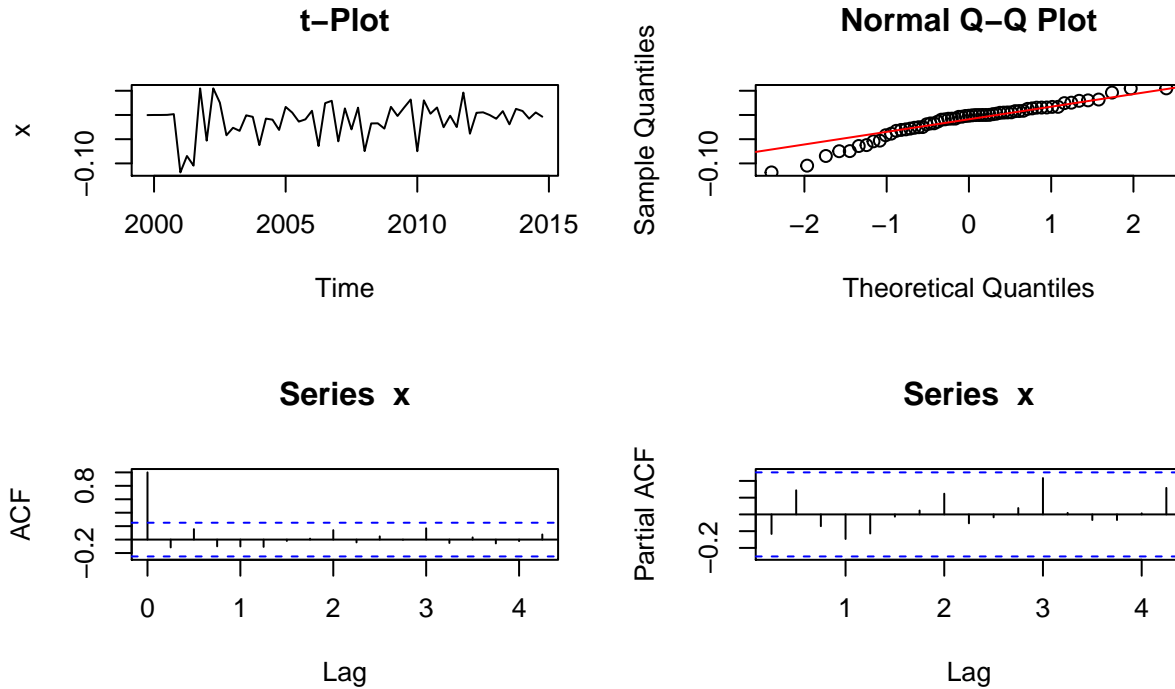 t−Plot
x
−0.10
2000 2005 2010 2015
Time
Normal Q−Q Plot
Sample Quantiles
−0.10
−2 −1 0 1 2
Theoretical Quantiles
Series x
ACF
−0.2 0.8
0 1 2 3 4
Lag
Series x
Partial ACF
−0.2
1 2 3 4
Lag